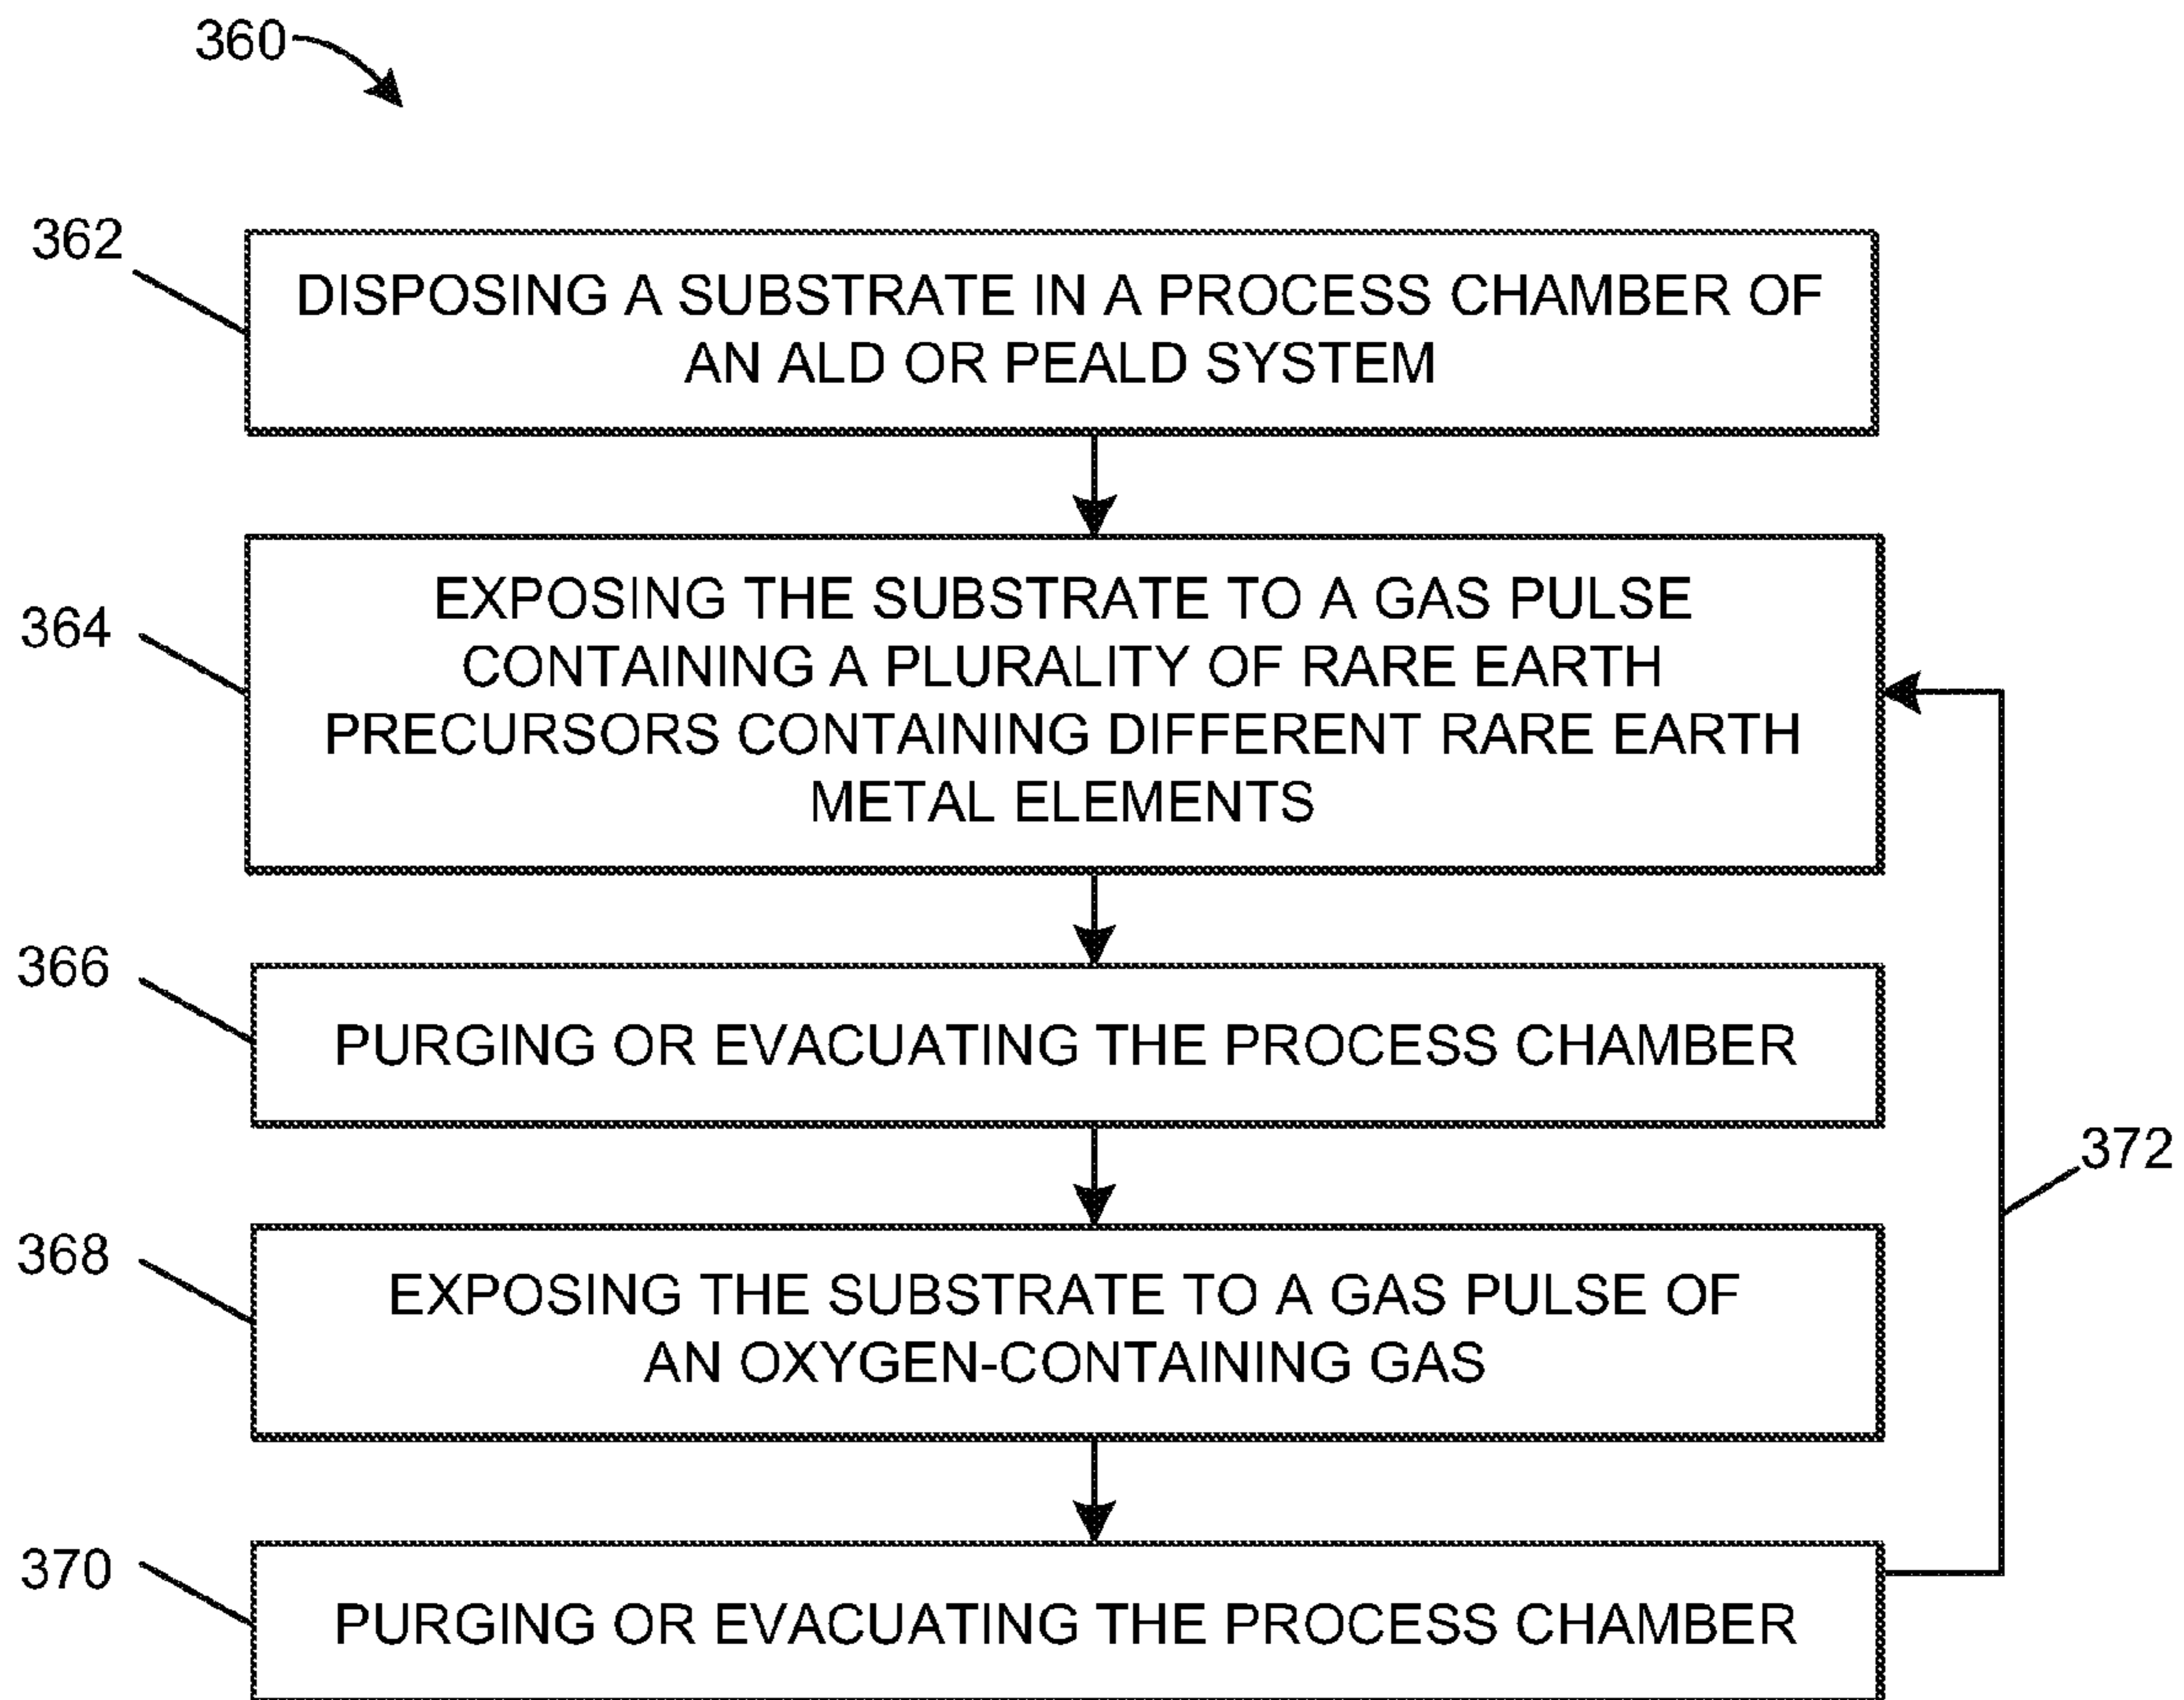 360
362
DISPOSING A SUBSTRATE IN A PROCESS CHAMBER OF
AN ALD OR PEALD SYSTEM
364
EXPOSING THE SUBSTRATE TO A GAS PULSE
CONTAINING A PLURALITY OF RARE EARTH
PRECURSORS CONTAINING DIFFERENT RARE EARTH
METAL ELEMENTS
366
PURGING OR EVACUATING THE PROCESS CHAMBER
372
368
EXPOSING THE SUBSTRATE TO A GAS PULSE OF
AN OXYGEN-CONTAINING GAS
370
PURGING OR EVACUATING THE PROCESS CHAMBER